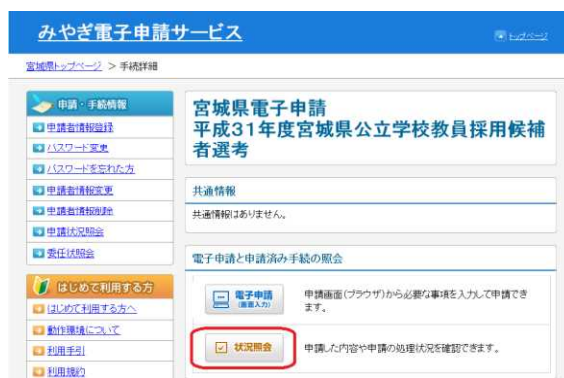 みやぎ電子申請サービス
トップページ
宮城県トップページ > 手続詳細
申請・手続情報
申請者情報登録
パスワード変更
パスワードを忘れた方
申請者情報変更
申請者情報削除
申請状況照会
委任状照会
はじめて利用する方
はじめて利用する方へ
動作環境について
利用手引
利用規約
宮城県電子申請
平成31年度宮城県公立学校教員採用候補
者選考
共通情報
共通情報はありません。
電子申請と申請済み手続の照会
電子申請
(画面入力)
申請画面(ブラウザ)から必要な事項を入力して申請でき
ます。
状況照会
申請した内容や申請の処理状況を確認できます。